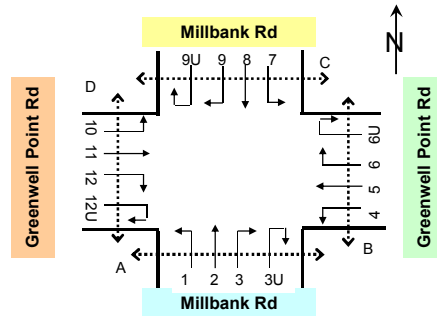 Millbank Rd
N
9U 9 8 7
D
C
Greenwell Point Rd
10
11
12
12U
6U
6
5
4
Greenwell Point Rd
A
B
1 2 3 3U
Millbank Rd